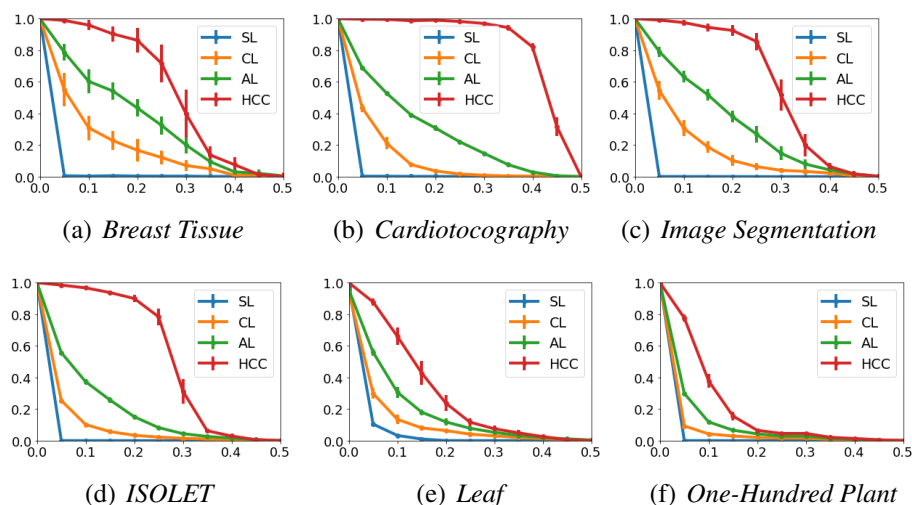 1.0
0.8
0.6
0.4
0.2
0.0
0.0 0.1 0.2 0.3 0.4 0.5
SL
CL
AL
HCC
(a) Breast Tissue
1.0
0.8
0.6
0.4
0.2
0.0
0.0 0.1 0.2 0.3 0.4 0.5
SL
CL
AL
HCC
(b) Cardiotocography
1.0
0.8
0.6
0.4
0.2
0.0
0.0 0.1 0.2 0.3 0.4 0.5
SL
CL
AL
HCC
(c) Image Segmentation
1.0
0.8
0.6
0.4
0.2
0.0
0.0 0.1 0.2 0.3 0.4 0.5
SL
CL
AL
HCC
(d) ISOLET
1.0
0.8
0.6
0.4
0.2
0.0
0.0 0.1 0.2 0.3 0.4 0.5
SL
CL
AL
HCC
(e) Leaf
1.0
0.8
0.6
0.4
0.2
0.0
0.0 0.1 0.2 0.3 0.4 0.5
SL
CL
AL
HCC
(f) One-Hundred Plant